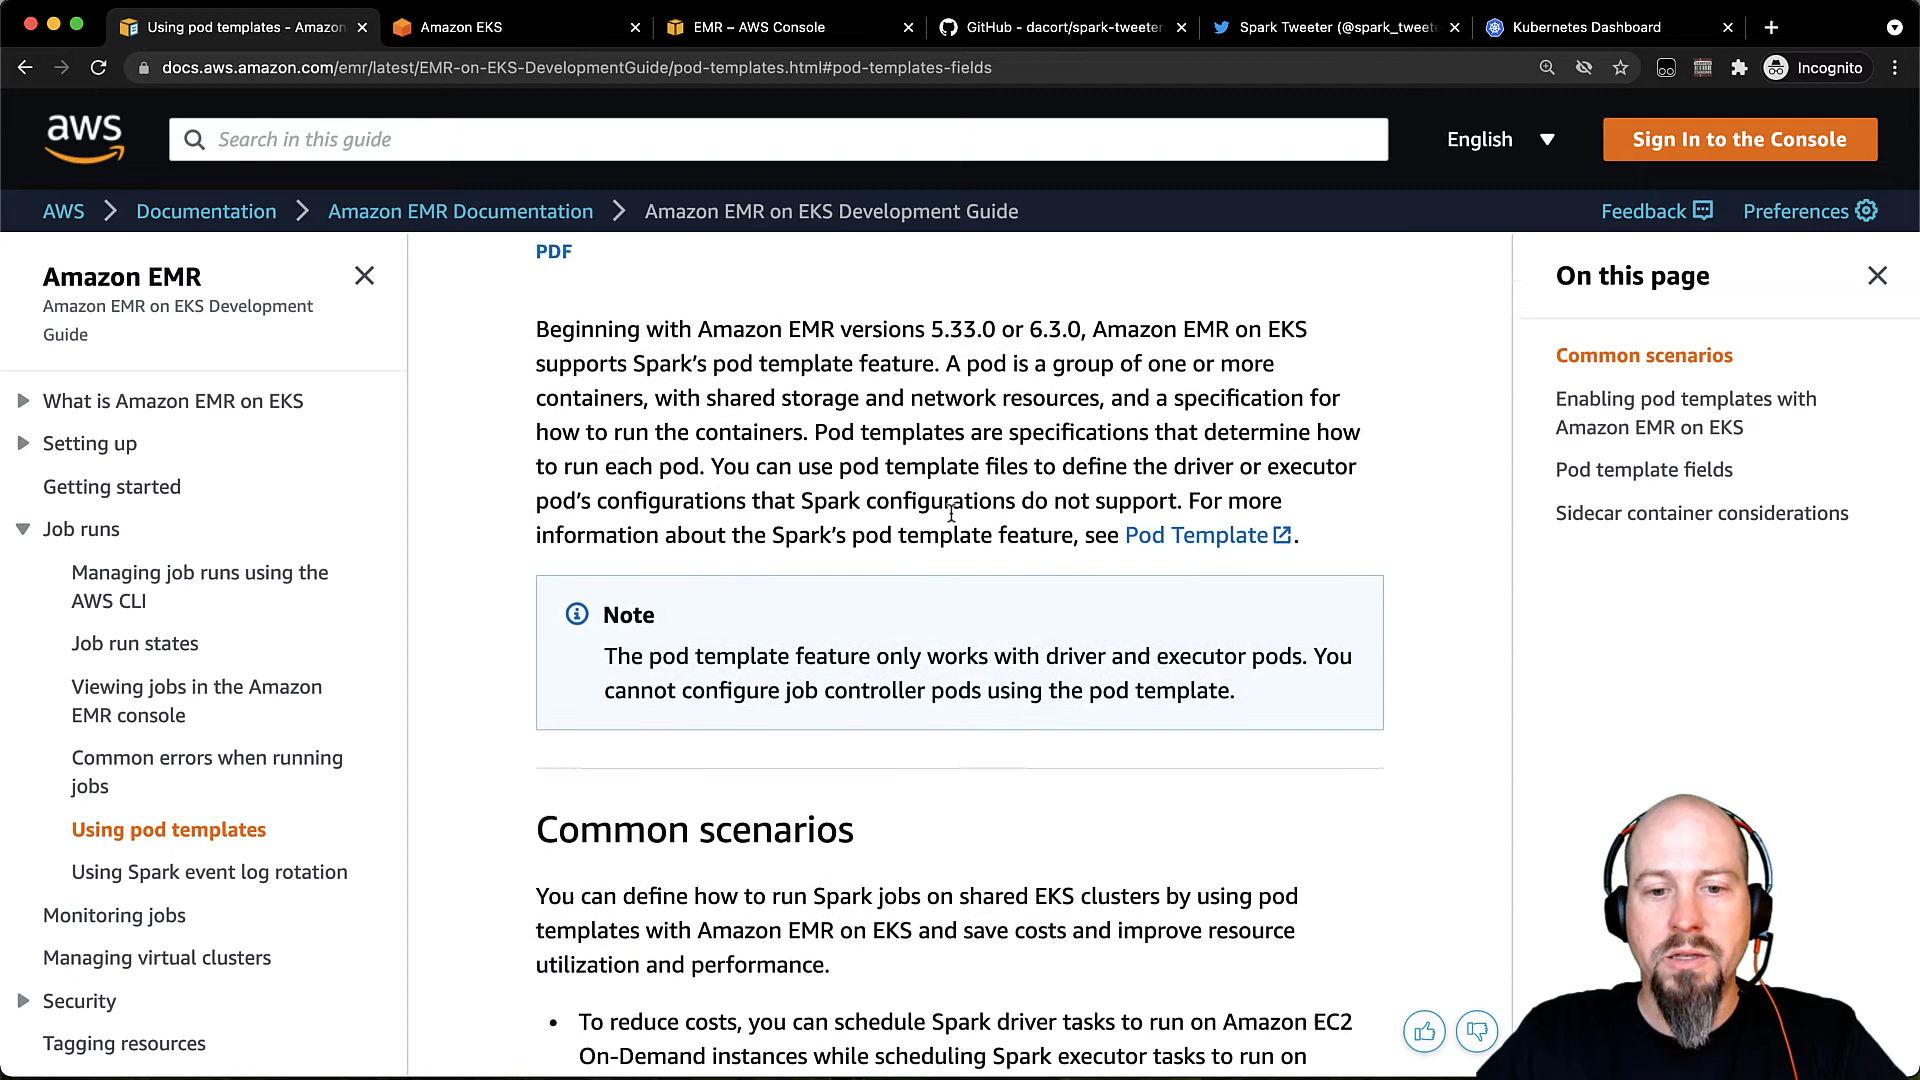 Using pod templates - Amazon
Amazon EKS
EMR – AWS Console
GitHub - dacort/spark-tweeter
Spark Tweeter (@spark_tweete
Kubernetes Dashboard
docs.aws.amazon.com/emr/latest/EMR-on-EKS-DevelopmentGuide/pod-templates.html#pod-templates-fields
Incognito
aws
Search in this guide
English
Sign In to the Console
AWS
Documentation
Amazon EMR Documentation
Amazon EMR on EKS Development Guide
Feedback
Preferences
Amazon EMR
Amazon EMR on EKS Development
Guide
What is Amazon EMR on EKS
Setting up
Getting started
Job runs
Managing job runs using the
AWS CLI
Job run states
Viewing jobs in the Amazon
EMR console
Common errors when running
jobs
Using pod templates
Using Spark event log rotation
Monitoring jobs
Managing virtual clusters
Security
Tagging resources
PDF
Beginning with Amazon EMR versions 5.33.0 or 6.3.0, Amazon EMR on EKS
supports Spark’s pod template feature. A pod is a group of one or more
containers, with shared storage and network resources, and a specification for
how to run the containers. Pod templates are specifications that determine how
to run each pod. You can use pod template files to define the driver or executor
pod’s configurations that Spark configurations do not support. For more
information about the Spark’s pod template feature, see Pod Template.
Note
The pod template feature only works with driver and executor pods. You
cannot configure job controller pods using the pod template.
Common scenarios
You can define how to run Spark jobs on shared EKS clusters by using pod
templates with Amazon EMR on EKS and save costs and improve resource
utilization and performance.
• To reduce costs, you can schedule Spark driver tasks to run on Amazon EC2
On-Demand instances while scheduling Spark executor tasks to run on
On this page
Common scenarios
Enabling pod templates with
Amazon EMR on EKS
Pod template fields
Sidecar container considerations